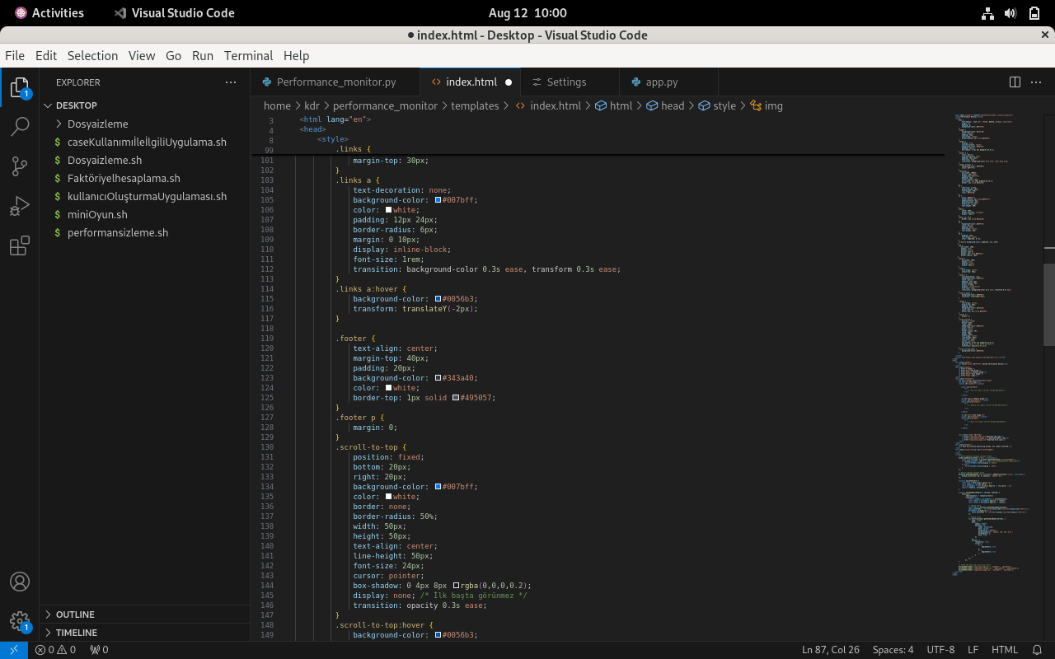 Activities
Visual Studio Code
Aug 12 10:00
index.html - Desktop - Visual Studio Code
File Edit Selection View Go Run Terminal Help
EXPLORER
Performance_monitor.py
index.html
Settings
app.py
DESKTOP
home > kdr > performance_monitor > templates > index.html > html > head > style > img
Dosyaizleme
caseKullanımıİleİlgiliUygulama.sh
Dosyaizleme.sh
Faktöriyelhesaplama.sh
kullanıcıOluşturmaUygulaması.sh
miniOyun.sh
performansizleme.sh
3 <html lang="en">
4 <head>
8 <style>
99 .links {
101 margin-top: 30px;
102 }
103 .links a {
104 text-decoration: none;
105 background-color: #007bff;
106 color: white;
107 padding: 12px 24px;
108 border-radius: 6px;
109 margin: 0 10px;
110 display: inline-block;
111 font-size: 1rem;
112 transition: background-color 0.3s ease, transform 0.3s ease;
113 }
114 .links a:hover {
115 background-color: #0056b3;
116 transform: translateY(-2px);
117 }
118
119 .footer {
120 text-align: center;
121 margin-top: 40px;
122 padding: 20px;
123 background-color: #343a40;
124 color: white;
125 border-top: 1px solid #495057;
126 }
127 .footer p {
128 margin: 0;
129 }
130 .scroll-to-top {
131 position: fixed;
132 bottom: 20px;
133 right: 20px;
134 background-color: #007bff;
135 color: white;
136 border: none;
137 border-radius: 50%;
138 width: 50px;
139 height: 50px;
140 text-align: center;
141 line-height: 50px;
142 font-size: 24px;
143 cursor: pointer;
144 box-shadow: 0 4px 8px rgba(0,0,0,0.2);
145 display: none; /* İlk başta görünmez */
146 transition: opacity 0.3s ease;
147 }
148 .scroll-to-top:hover {
149 background-color: #0056b3;
1
1
OUTLINE
TIMELINE
0 0 0
Ln 87, Col 26
Spaces: 4
UTF-8
LF
HTML